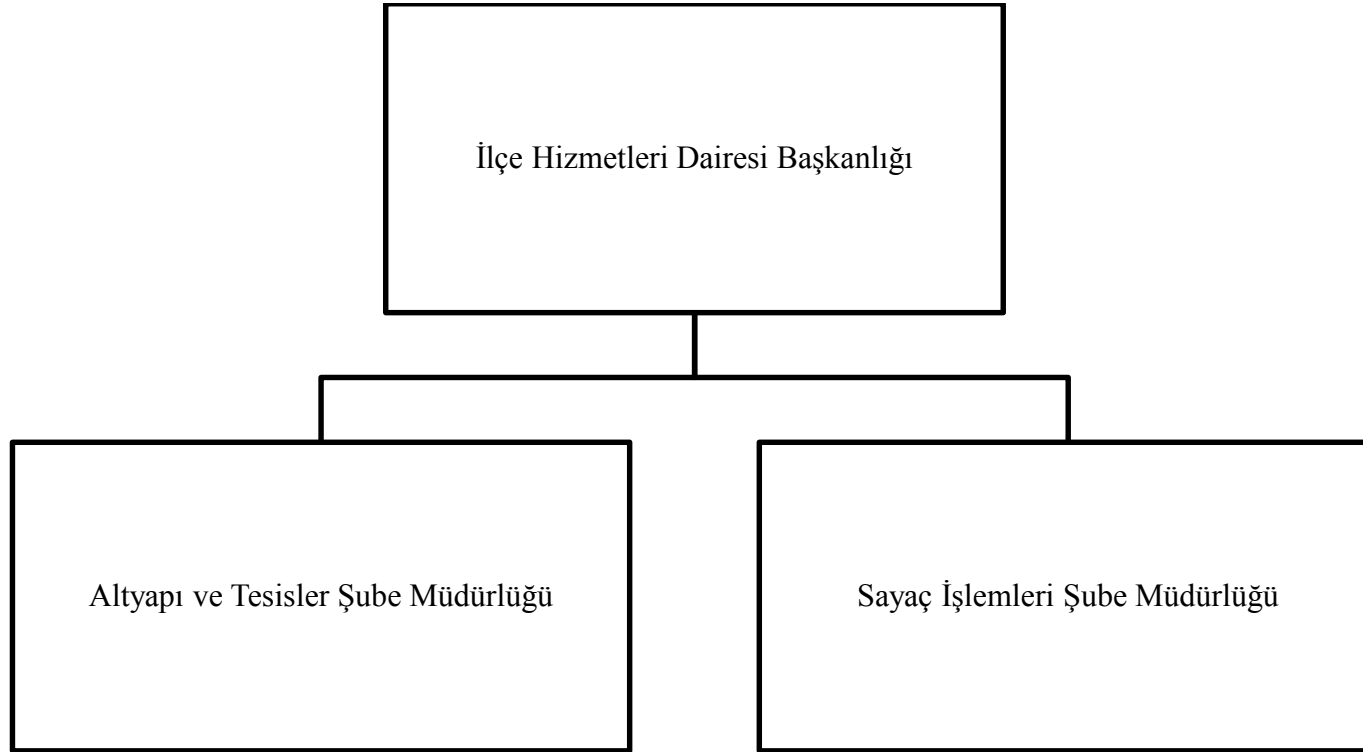 İlçe Hizmetleri Dairesi Başkanlığı
Altyapı ve Tesisler Şube Müdürlüğü
Sayaç İşlemleri Şube Müdürlüğü